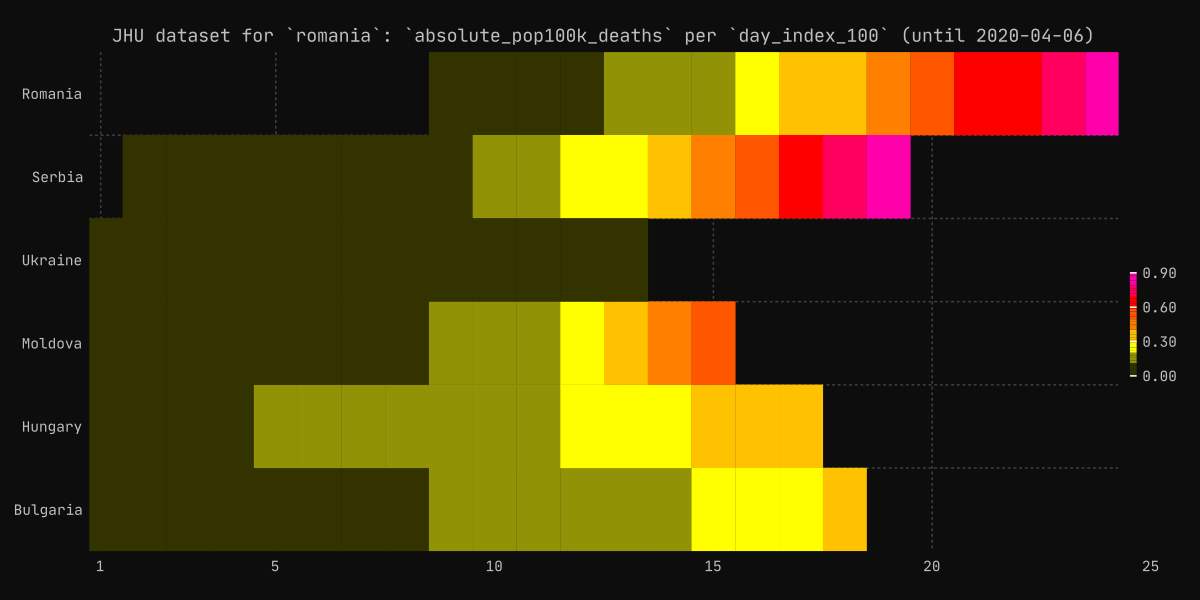 JHU dataset for `romania`: `absolute_pop100k_deaths` per `day_index_100` (until 2020-04-06)
Romania
Serbia
Ukraine
Moldova
Hungary
Bulgaria
0.90
0.60
0.30
0.00
1 5 10 15 20 25